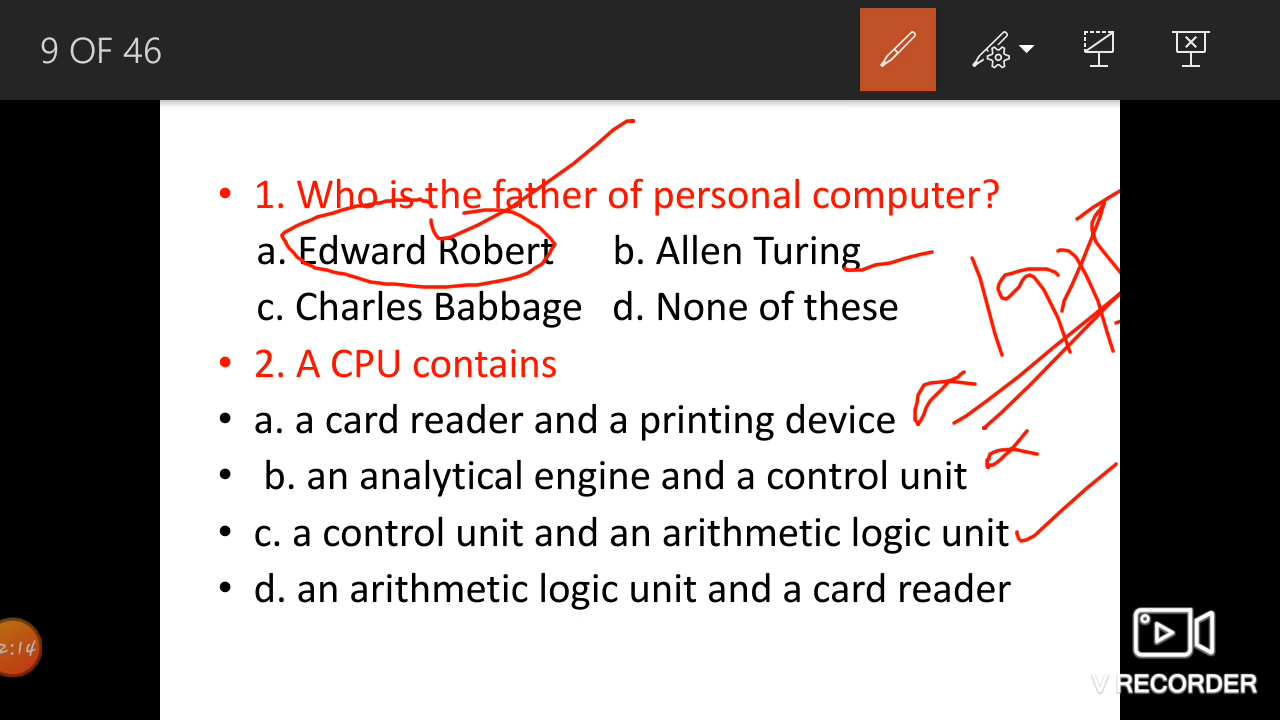 9 OF 46
• 1. Who is the father of personal computer?
a. Edward Robert b. Allen Turing
c. Charles Babbage d. None of these
• 2. A CPU contains
• a. a card reader and a printing device
• b. an analytical engine and a control unit
• c. a control unit and an arithmetic logic unit
• d. an arithmetic logic unit and a card reader
2:14
V RECORDER